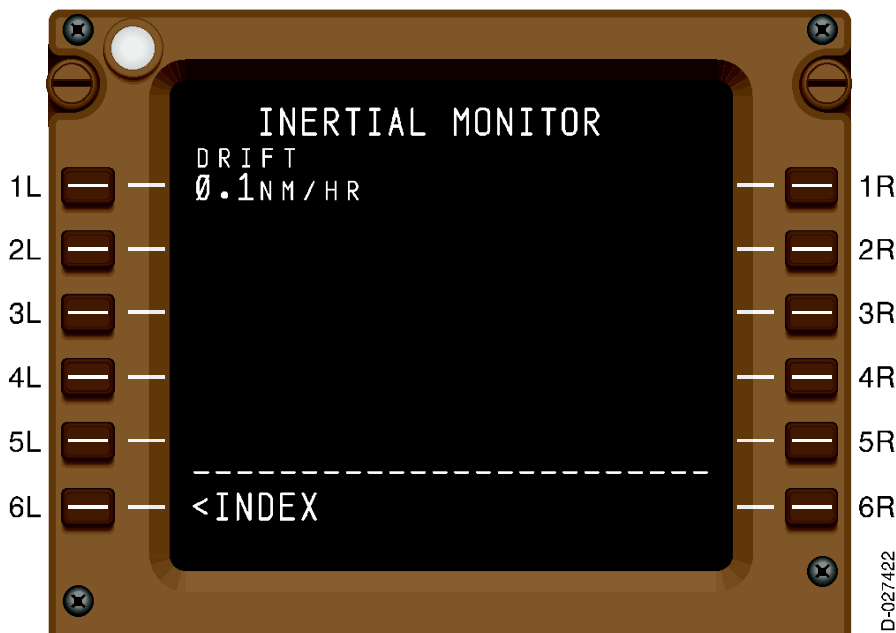 INERTIAL MONITOR
DRIFT
1L 0.1NM/HR 1R
2L 2R
3L 3R
4L 4R
5L 5R
------------------------
6L <INDEX 6R
D-027422